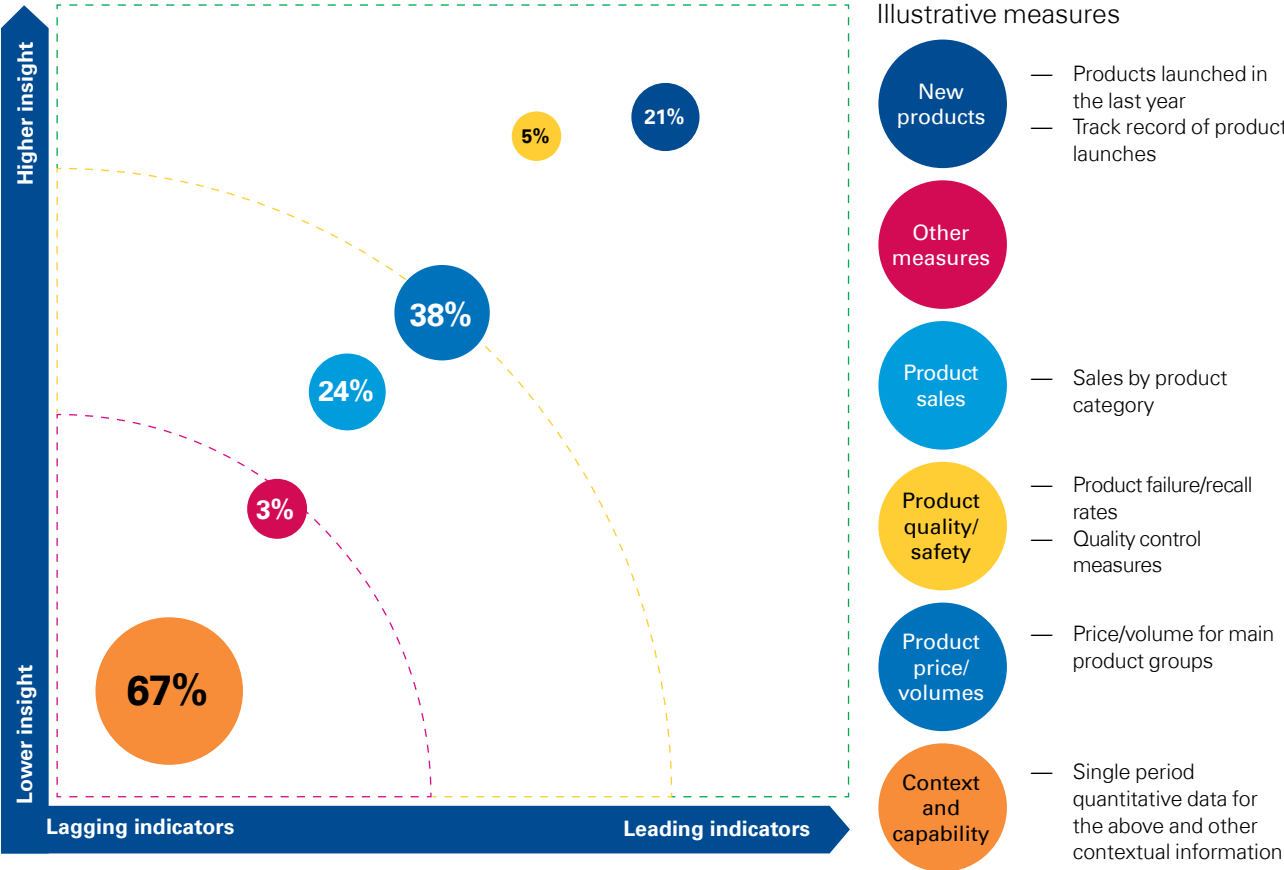 Illustrative measures
Higher insight
Lower insight
5%
21%
38%
24%
3%
67%
Lagging indicators
Leading indicators
New
products
— Products launched in
the last year
— Track record of product
launches
Other
measures
Product
sales
— Sales by product
category
Product
quality/
safety
— Product failure/recall
rates
— Quality control
measures
Product
price/
volumes
— Price/volume for main
product groups
Context
and
capability
— Single period
quantitative data for
the above and other
contextual information